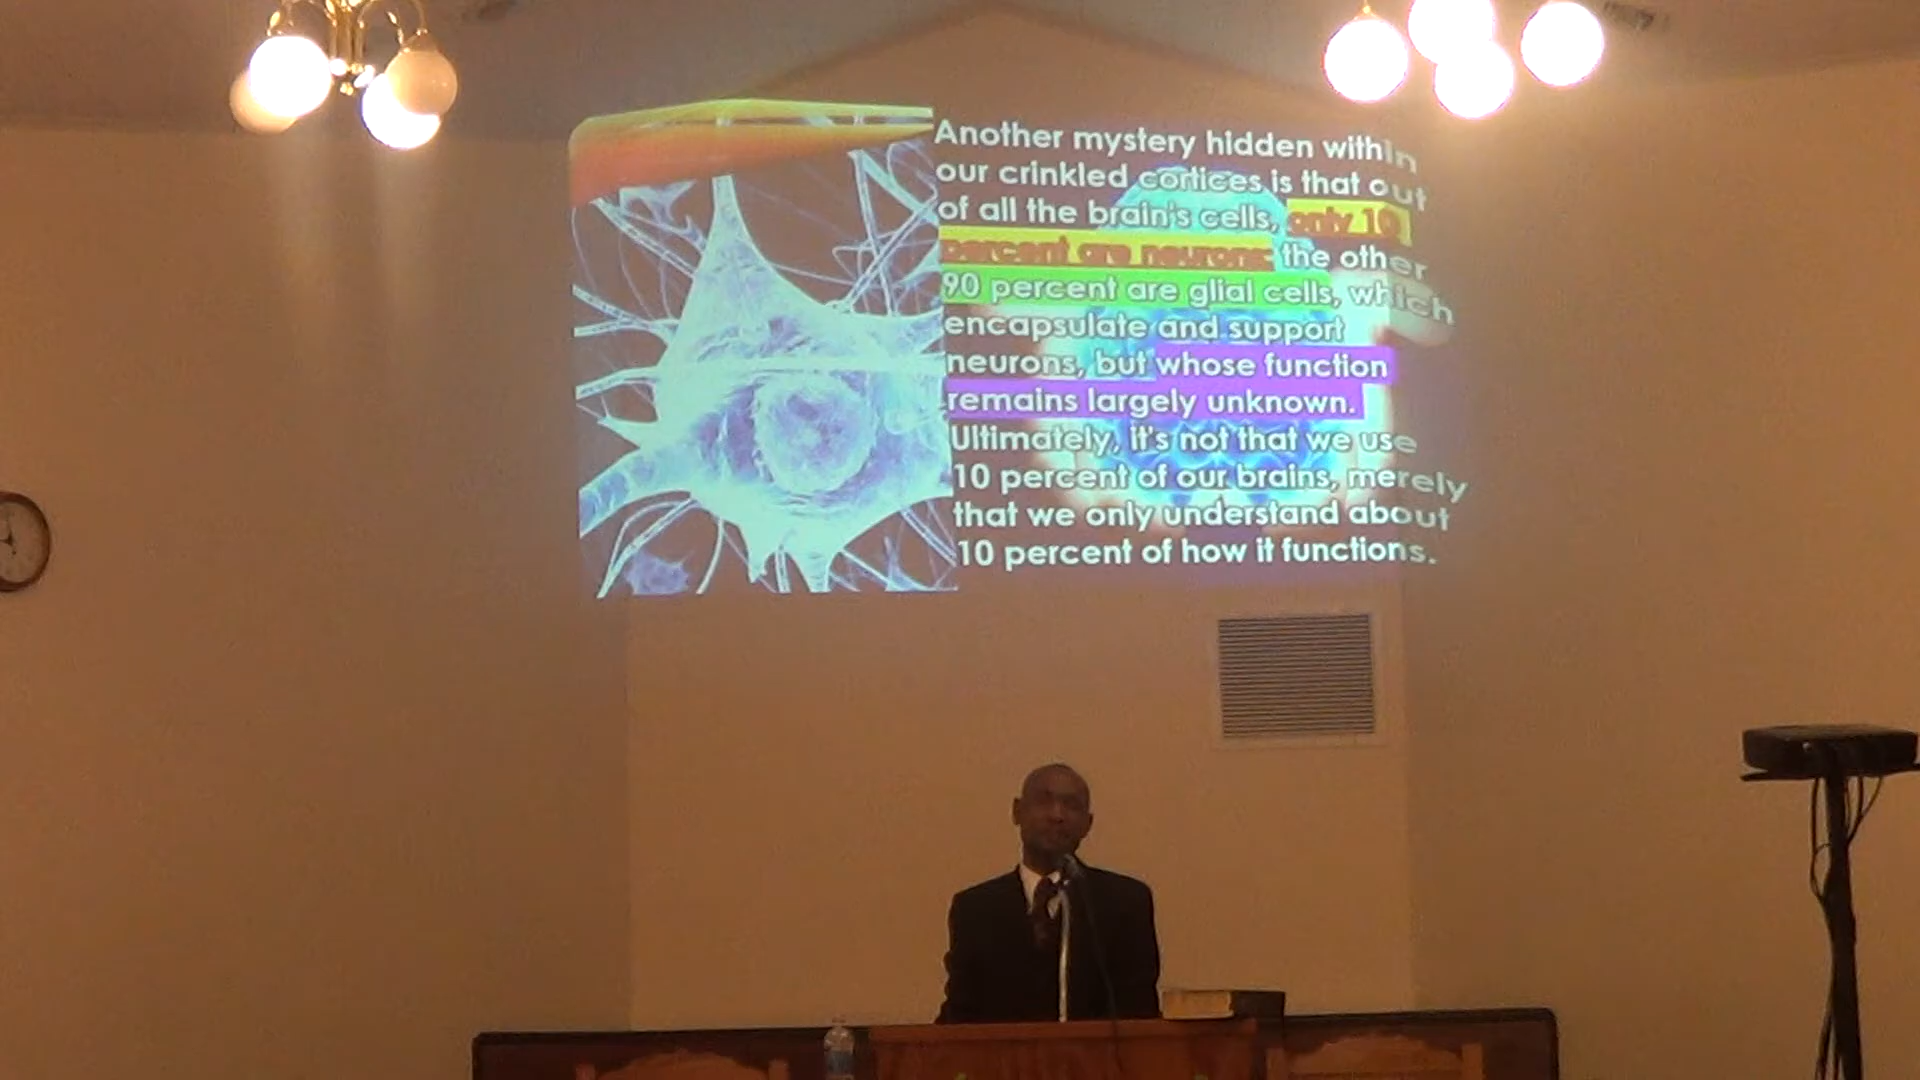 Another mystery hidden within
our crinkled cortices is that out
of all the brain's cells, only 10
percent are neurons; the other
90 percent are glial cells, which
encapsulate and support
neurons, but whose function
remains largely unknown.
Ultimately, it's not that we use
10 percent of our brains, merely
that we only understand about
10 percent of how it functions.